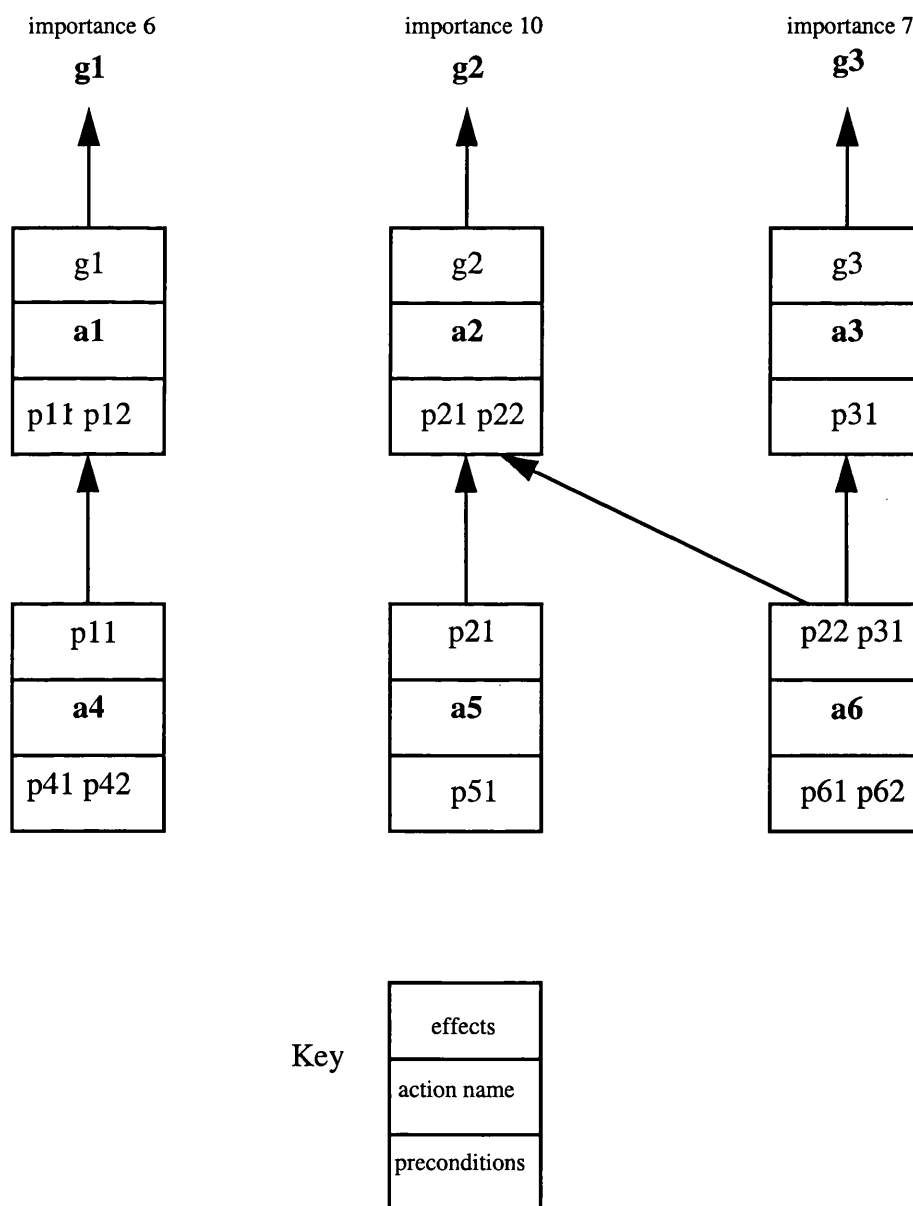 importance 6
importance 10
importance 7
g1
g2
g3
g1
g2
g3
a1
a2
a3
p11 p12
p21 p22
p31
p11
p21
p22 p31
a4
a5
a6
p41 p42
p51
p61 p62
Key
effects
action name
preconditions